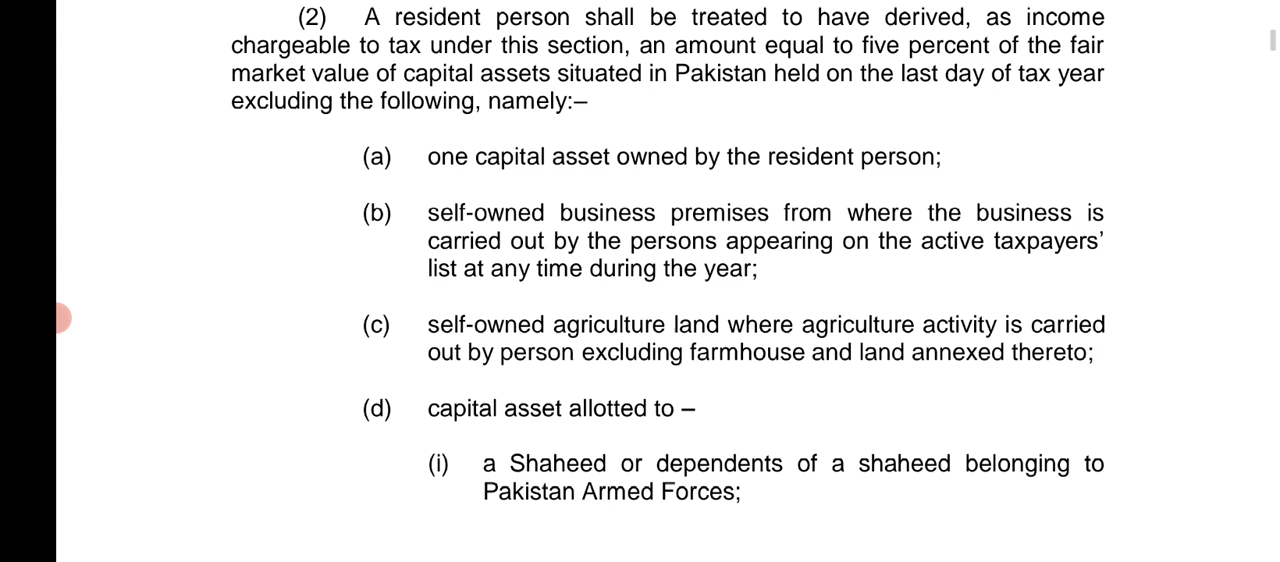 (2) A resident person shall be treated to have derived, as income
chargeable to tax under this section, an amount equal to five percent of the fair
market value of capital assets situated in Pakistan held on the last day of tax year
excluding the following, namely:–
(a) one capital asset owned by the resident person;
(b) self-owned business premises from where the business is
carried out by the persons appearing on the active taxpayers’
list at any time during the year;
(c) self-owned agriculture land where agriculture activity is carried
out by person excluding farmhouse and land annexed thereto;
(d) capital asset allotted to –
(i) a Shaheed or dependents of a shaheed belonging to
Pakistan Armed Forces;